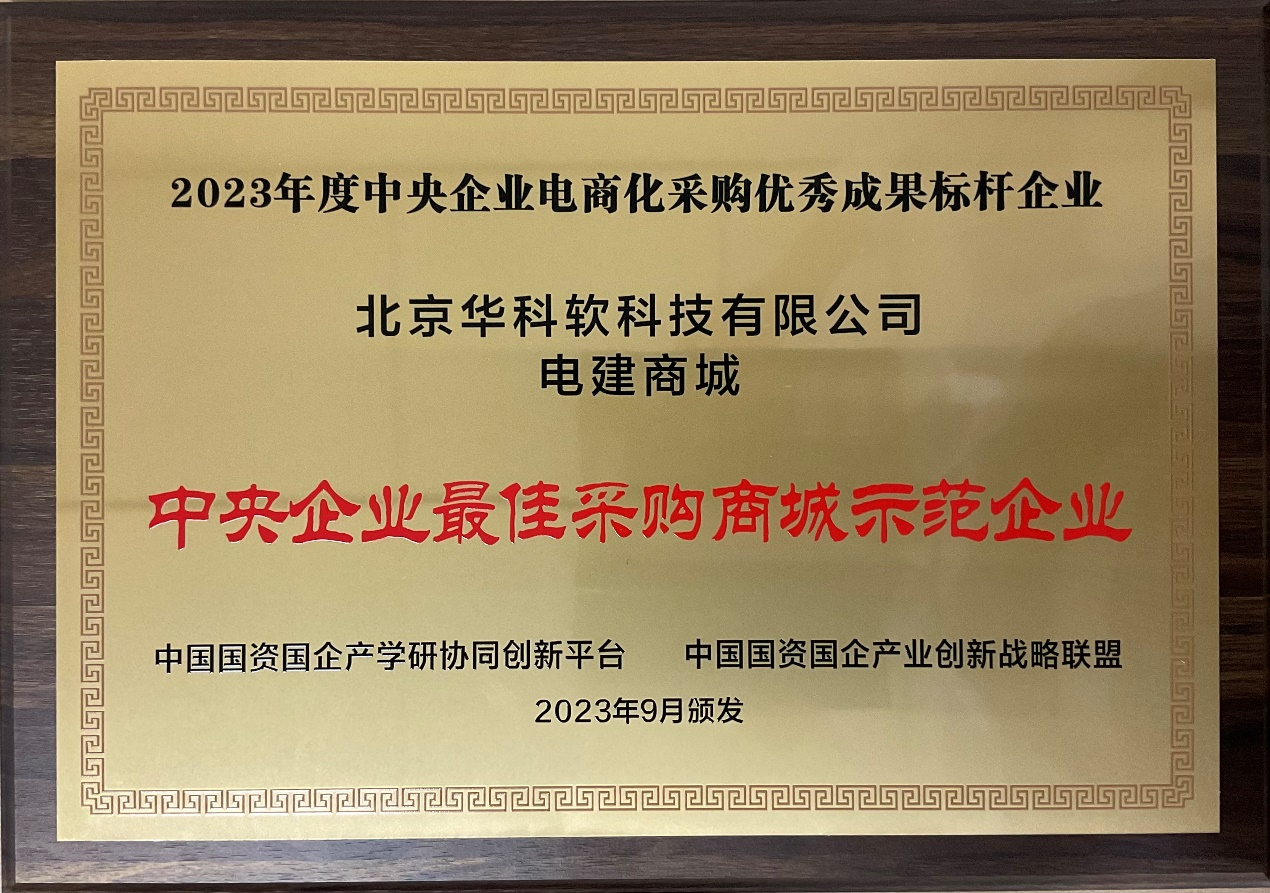 2023年度中央企业电商化采购优秀成果标杆企业
北京华科软科技有限公司
电建商城
中央企业最佳采购商城示范企业
中国国资国企产学研协同创新平台 中国国资国企产业创新战略联盟
2023年9月颁发